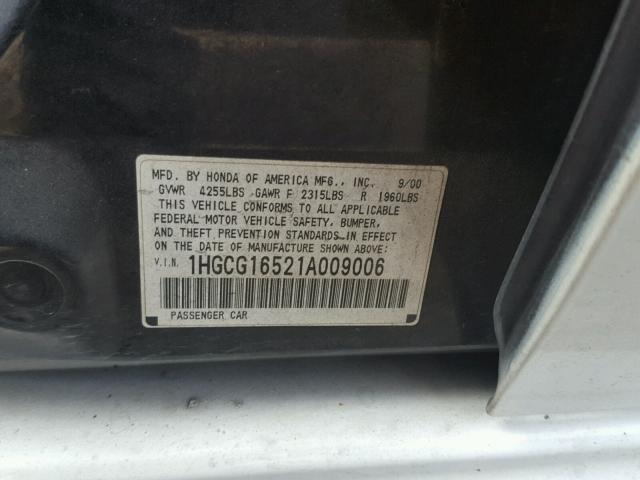 MFD. BY HONDA OF AMERICA MFG., INC. 9/00
GVWR 4255LBS GAWR F 2315LBS R 1960LBS
THIS VEHICLE CONFORMS TO ALL APPLICABLE
FEDERAL MOTOR VEHICLE SAFETY, BUMPER,
AND THEFT PREVENTION STANDARDS IN EFFECT
ON THE DATE OF MANUFACTURE SHOWN ABOVE:
V.I.N. 1HGCG16521A009006
PASSENGER CAR